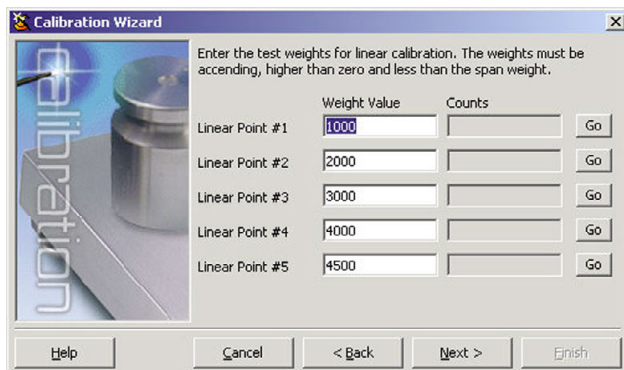 Calibration Wizard
calibration
Enter the test weights for linear calibration. The weights must be
accending, higher than zero and less than the span weight.
Weight Value Counts
Linear Point #1 1000 Go
Linear Point #2 2000 Go
Linear Point #3 3000 Go
Linear Point #4 4000 Go
Linear Point #5 4500 Go
Help Cancel < Back Next > Finish